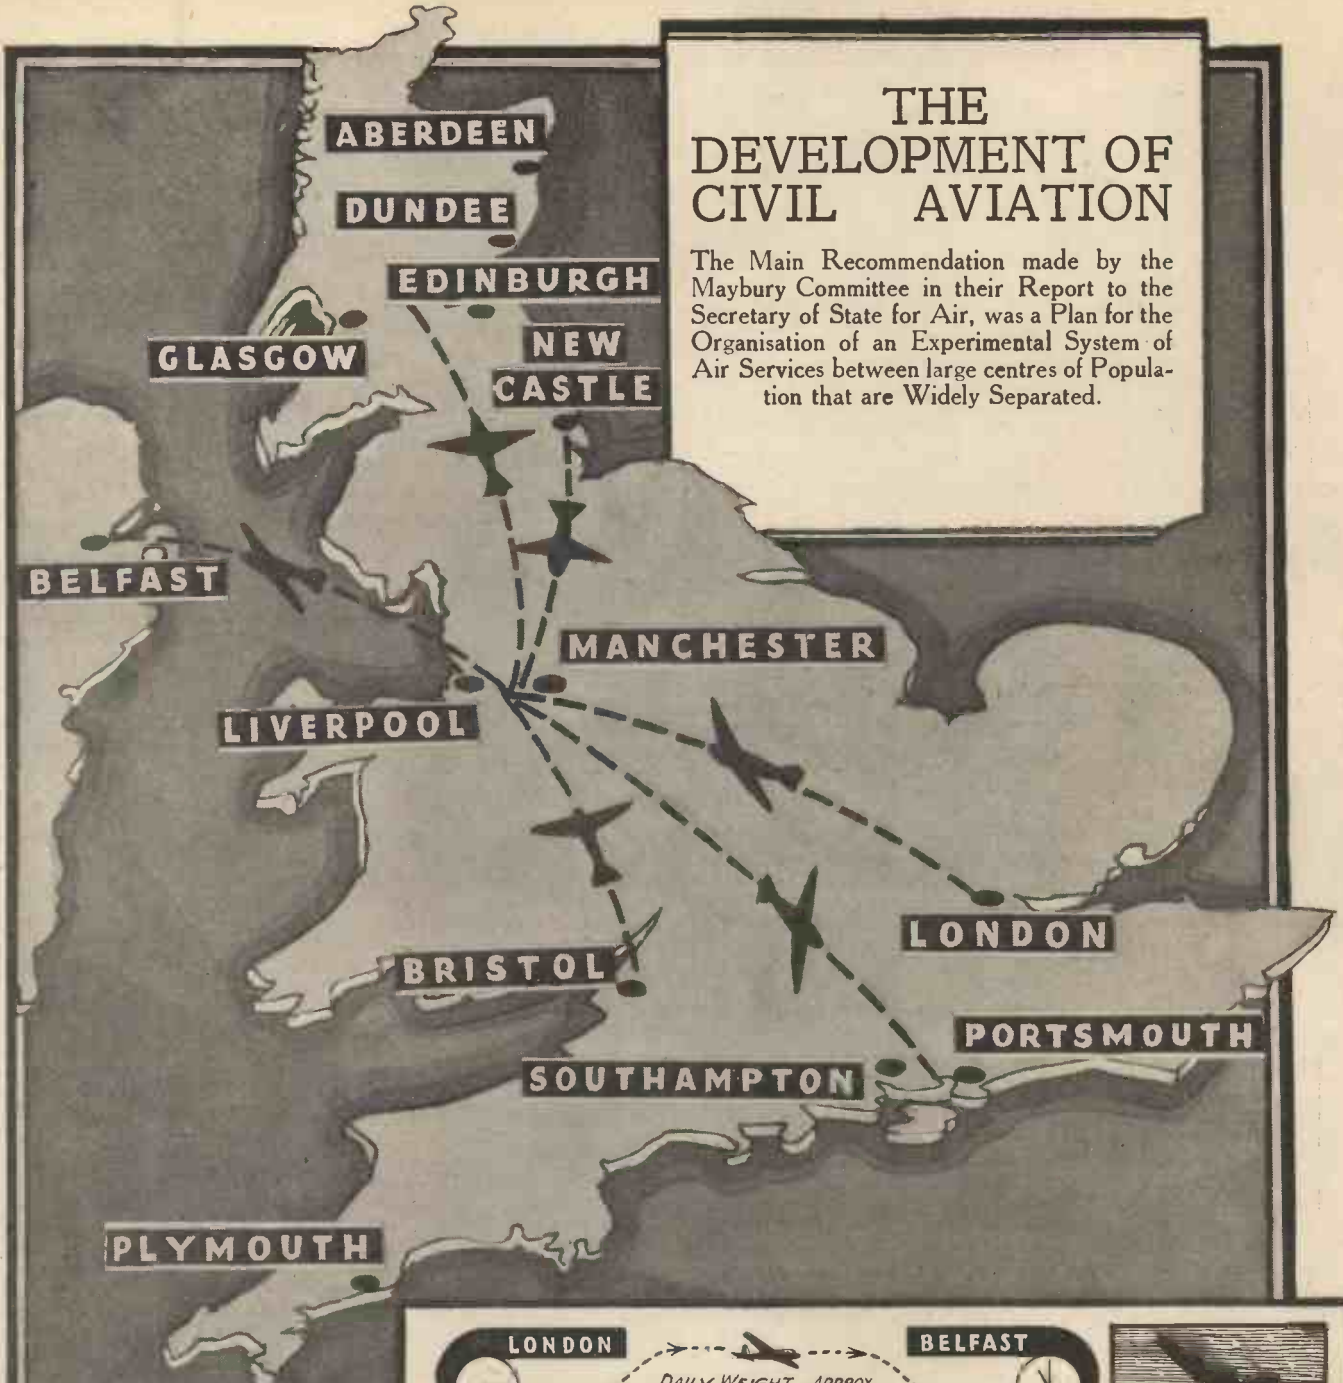 THE
DEVELOPMENT OF
CIVIL AVIATION
The Main Recommendation made by the
Maybury Committee in their Report to the
Secretary of State for Air, was a Plan for the
Organisation of an Experimental System of
Air Services between large centres of Popula-
tion that are Widely Separated.
ABERDEEN
DUNDEE
EDINBURGH
GLASGOW
NEW
CASTLE
BELFAST
MANCHESTER
LIVERPOOL
LONDON
BRISTOL
PORTSMOUTH
SOUTHAMPTON
PLYMOUTH
LONDON
BELFAST
DAILY WEIGHT APPROX